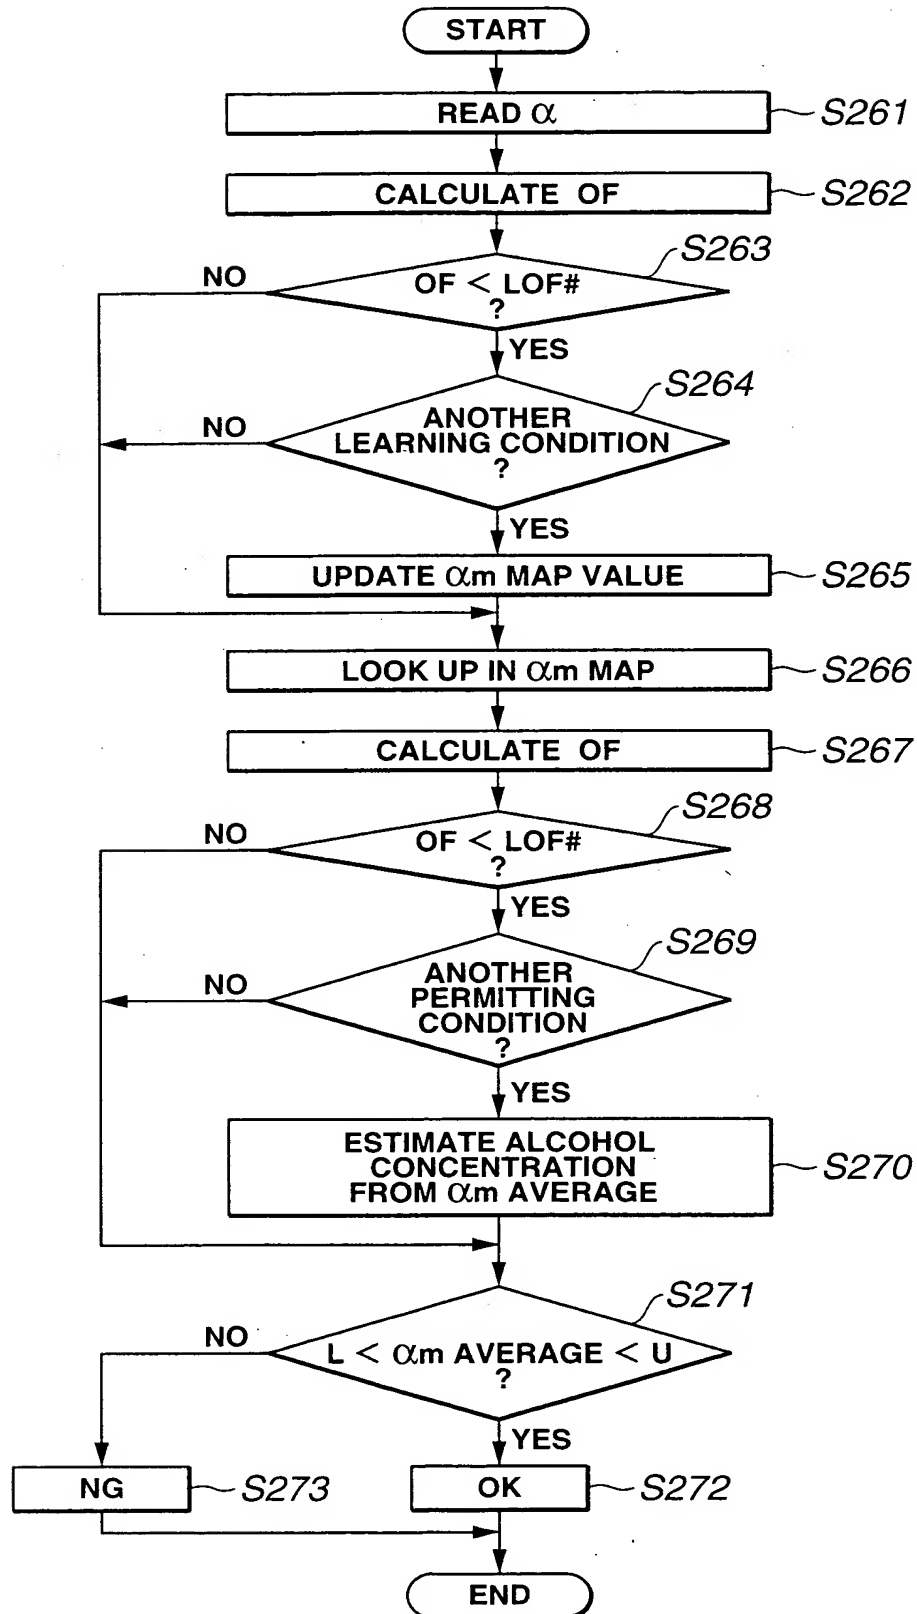 START
READ α
S261
CALCULATE OF
S262
S263
NO
OF < LOF#
?
YES
S264
NO
ANOTHER
LEARNING CONDITION
?
YES
UPDATE αm MAP VALUE
S265
LOOK UP IN αm MAP
S266
CALCULATE OF
S267
S268
NO
OF < LOF#
?
YES
S269
NO
ANOTHER
PERMITTING
CONDITION
?
YES
ESTIMATE ALCOHOL
CONCENTRATION
FROM αm AVERAGE
S270
S271
NO
L < αm AVERAGE < U
?
YES
NG
S273
OK
S272
END